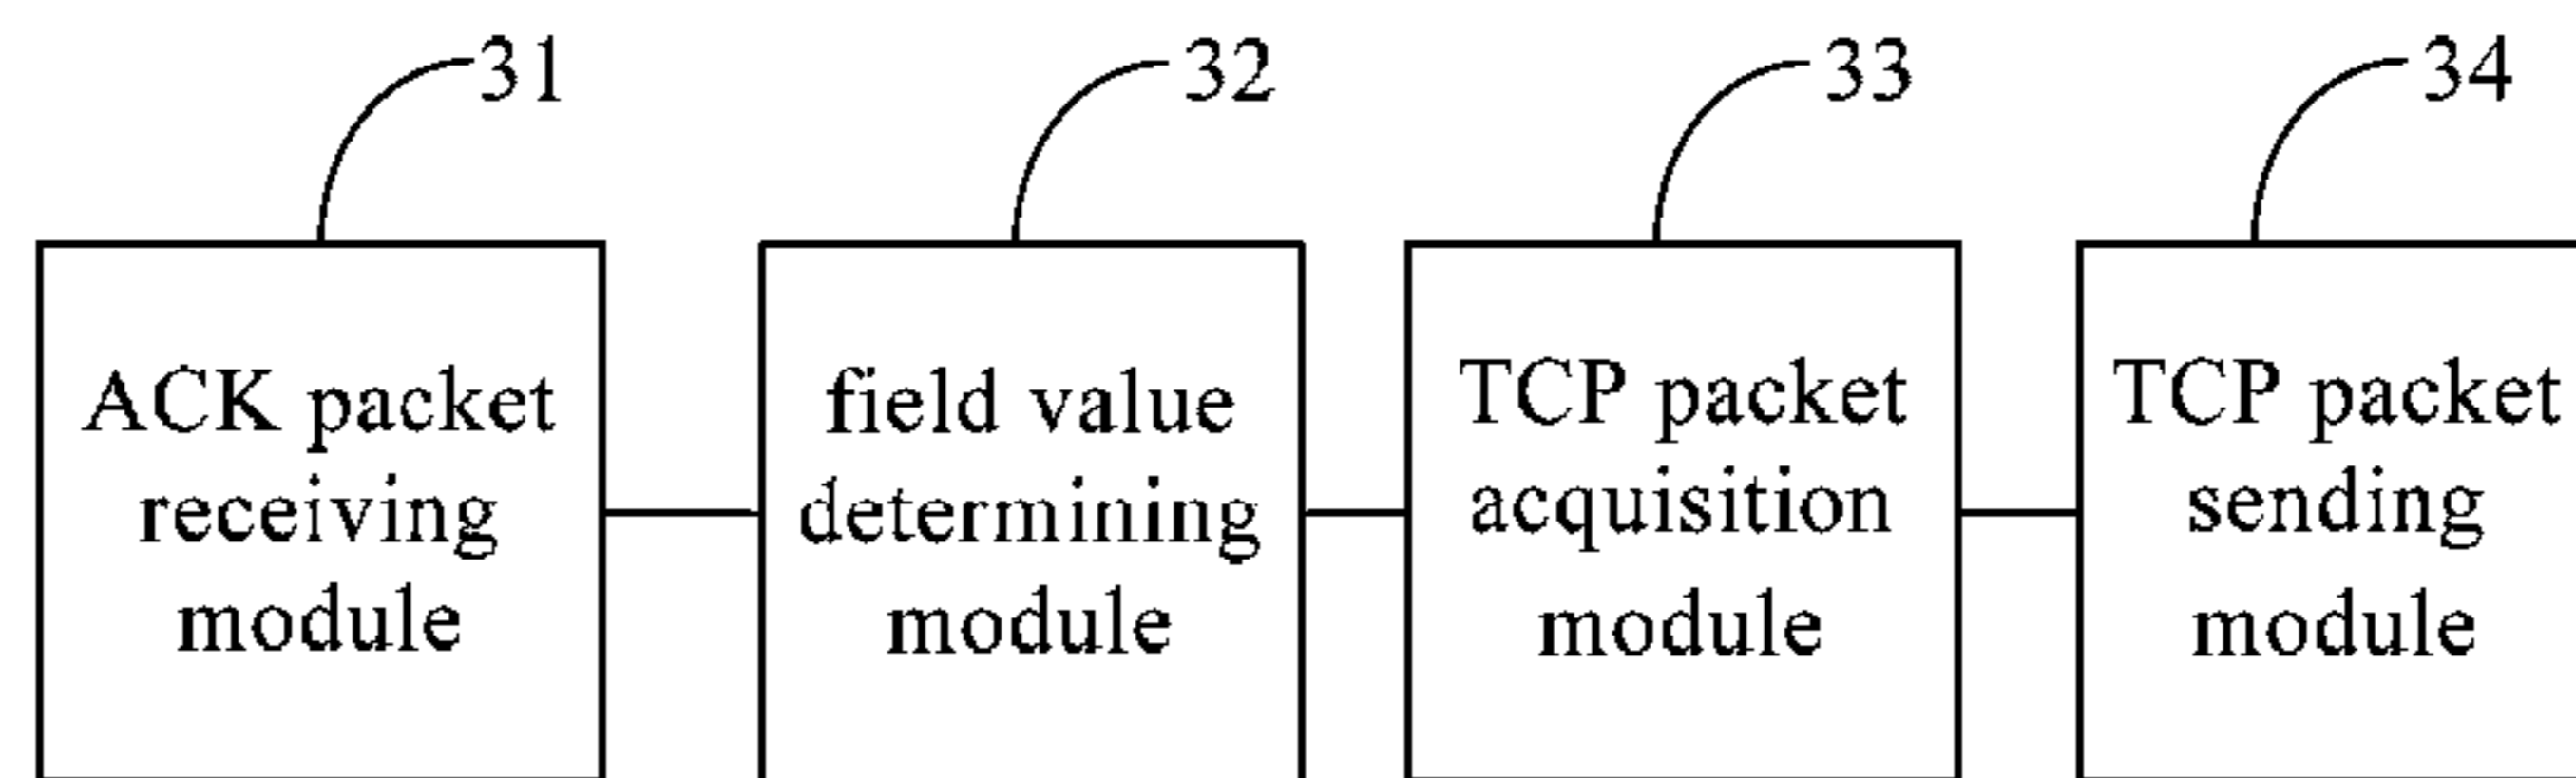 31
32
33
34
ACK packet
receiving
module
field value
determining
module
TCP packet
acquisition
module
TCP packet
sending
module